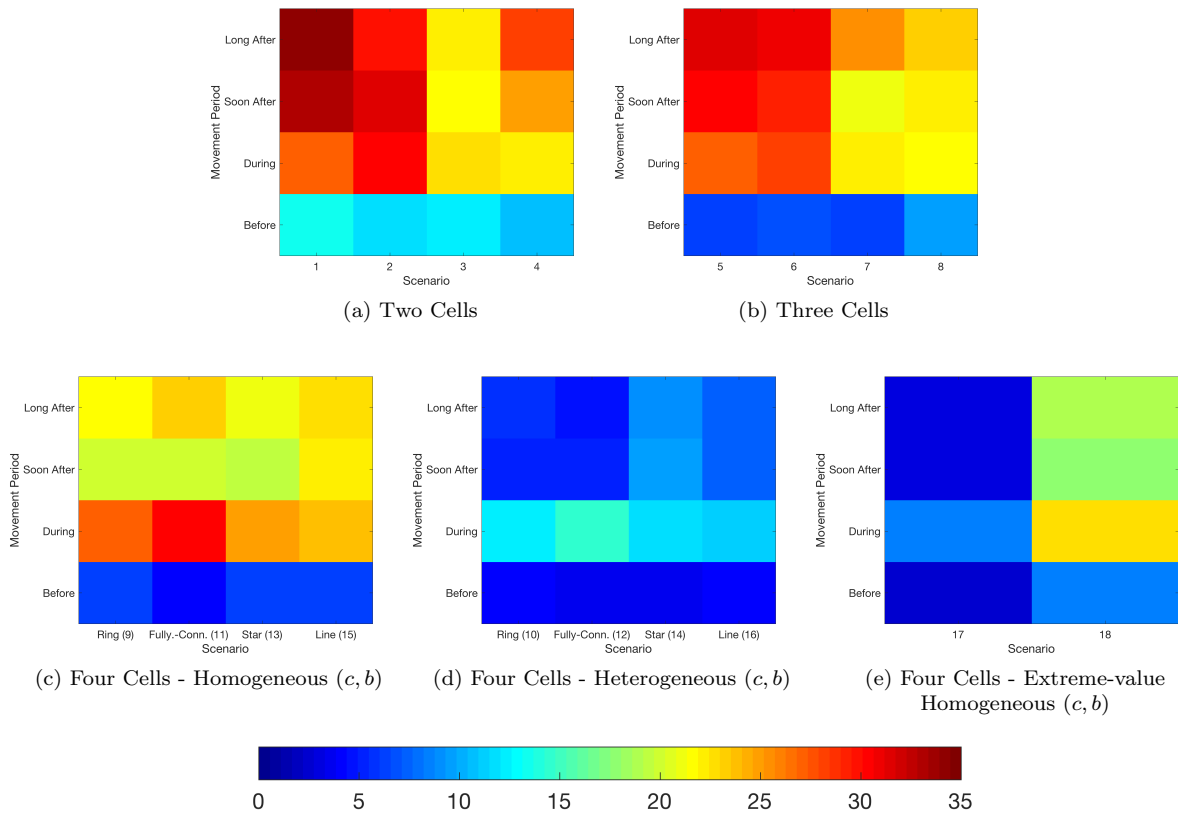 Long After
Soon After
During
Before
Movement Period
1 2 3 4
Scenario
(a) Two Cells
Long After
Soon After
During
Before
Movement Period
5 6 7 8
Scenario
(b) Three Cells
Long After
Soon After
During
Before
Movement Period
Ring (9) Fully.-Conn. (11) Star (13) Line (15)
Scenario
(c) Four Cells - Homogeneous (c, b)
Long After
Soon After
During
Before
Movement Period
Ring (10) Fully-Conn. (12) Star (14) Line (16)
Scenario
(d) Four Cells - Heterogeneous (c, b)
Long After
Soon After
During
Before
Movement Period
17 18
Scenario
(e) Four Cells - Extreme-value
Homogeneous (c, b)
0 5 10 15 20 25 30 35